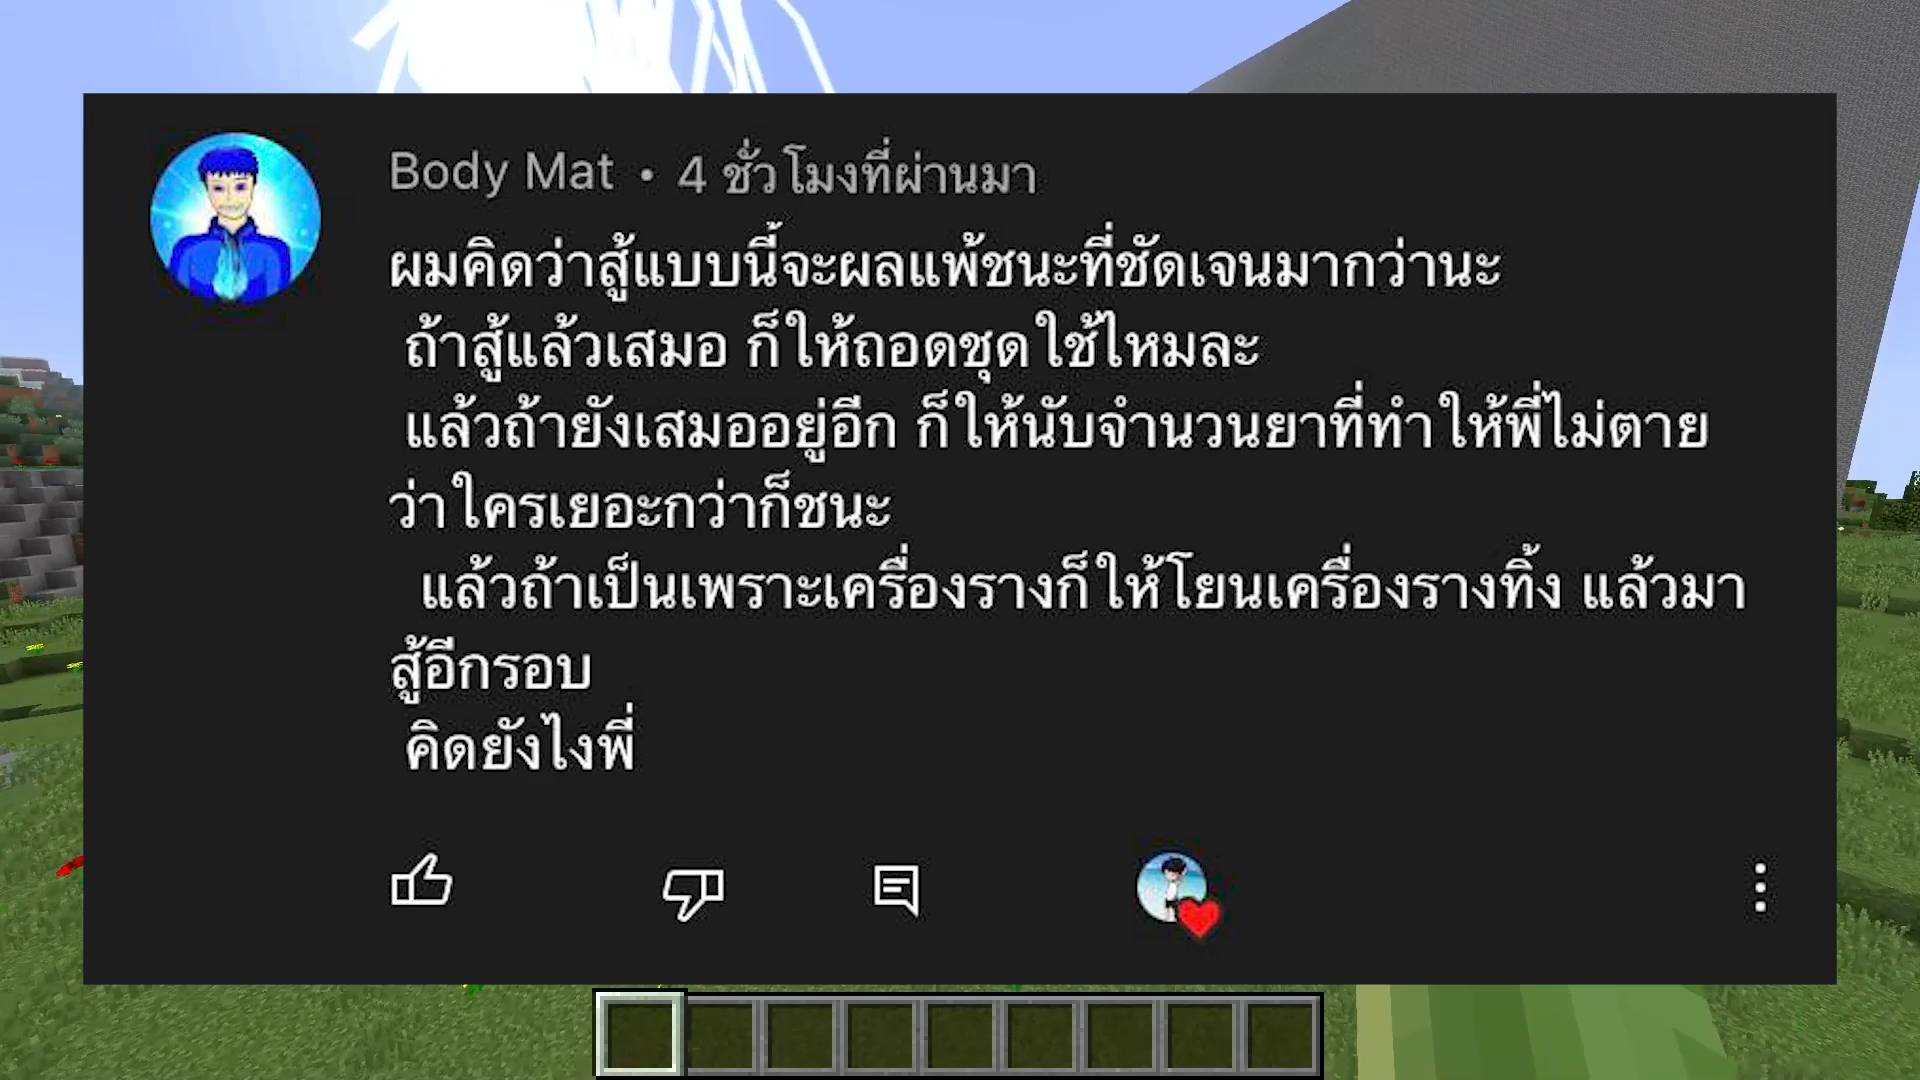 Body Mat • 4 ชั่วโมงที่ผ่านมา
ผมคิดว่าสู้แบบนี้จะผลแพ้ชนะที่ชัดเจนมากว่านะ
ถ้าสู้แล้วเสมอ ก็ให้ถอดชุดใช้ไหมละ
แล้วถ้ายังเสมออยู่อีก ก็ให้นับจำนวนยาที่ทำให้พี่ไม่ตาย
ว่าใครเยอะกว่าก็ชนะ
แล้วถ้าเป็นเพราะเครื่องรางก็ให้โยนเครื่องรางทิ้ง แล้วมา
สู้อีกรอบ
คิดยังไงพี่